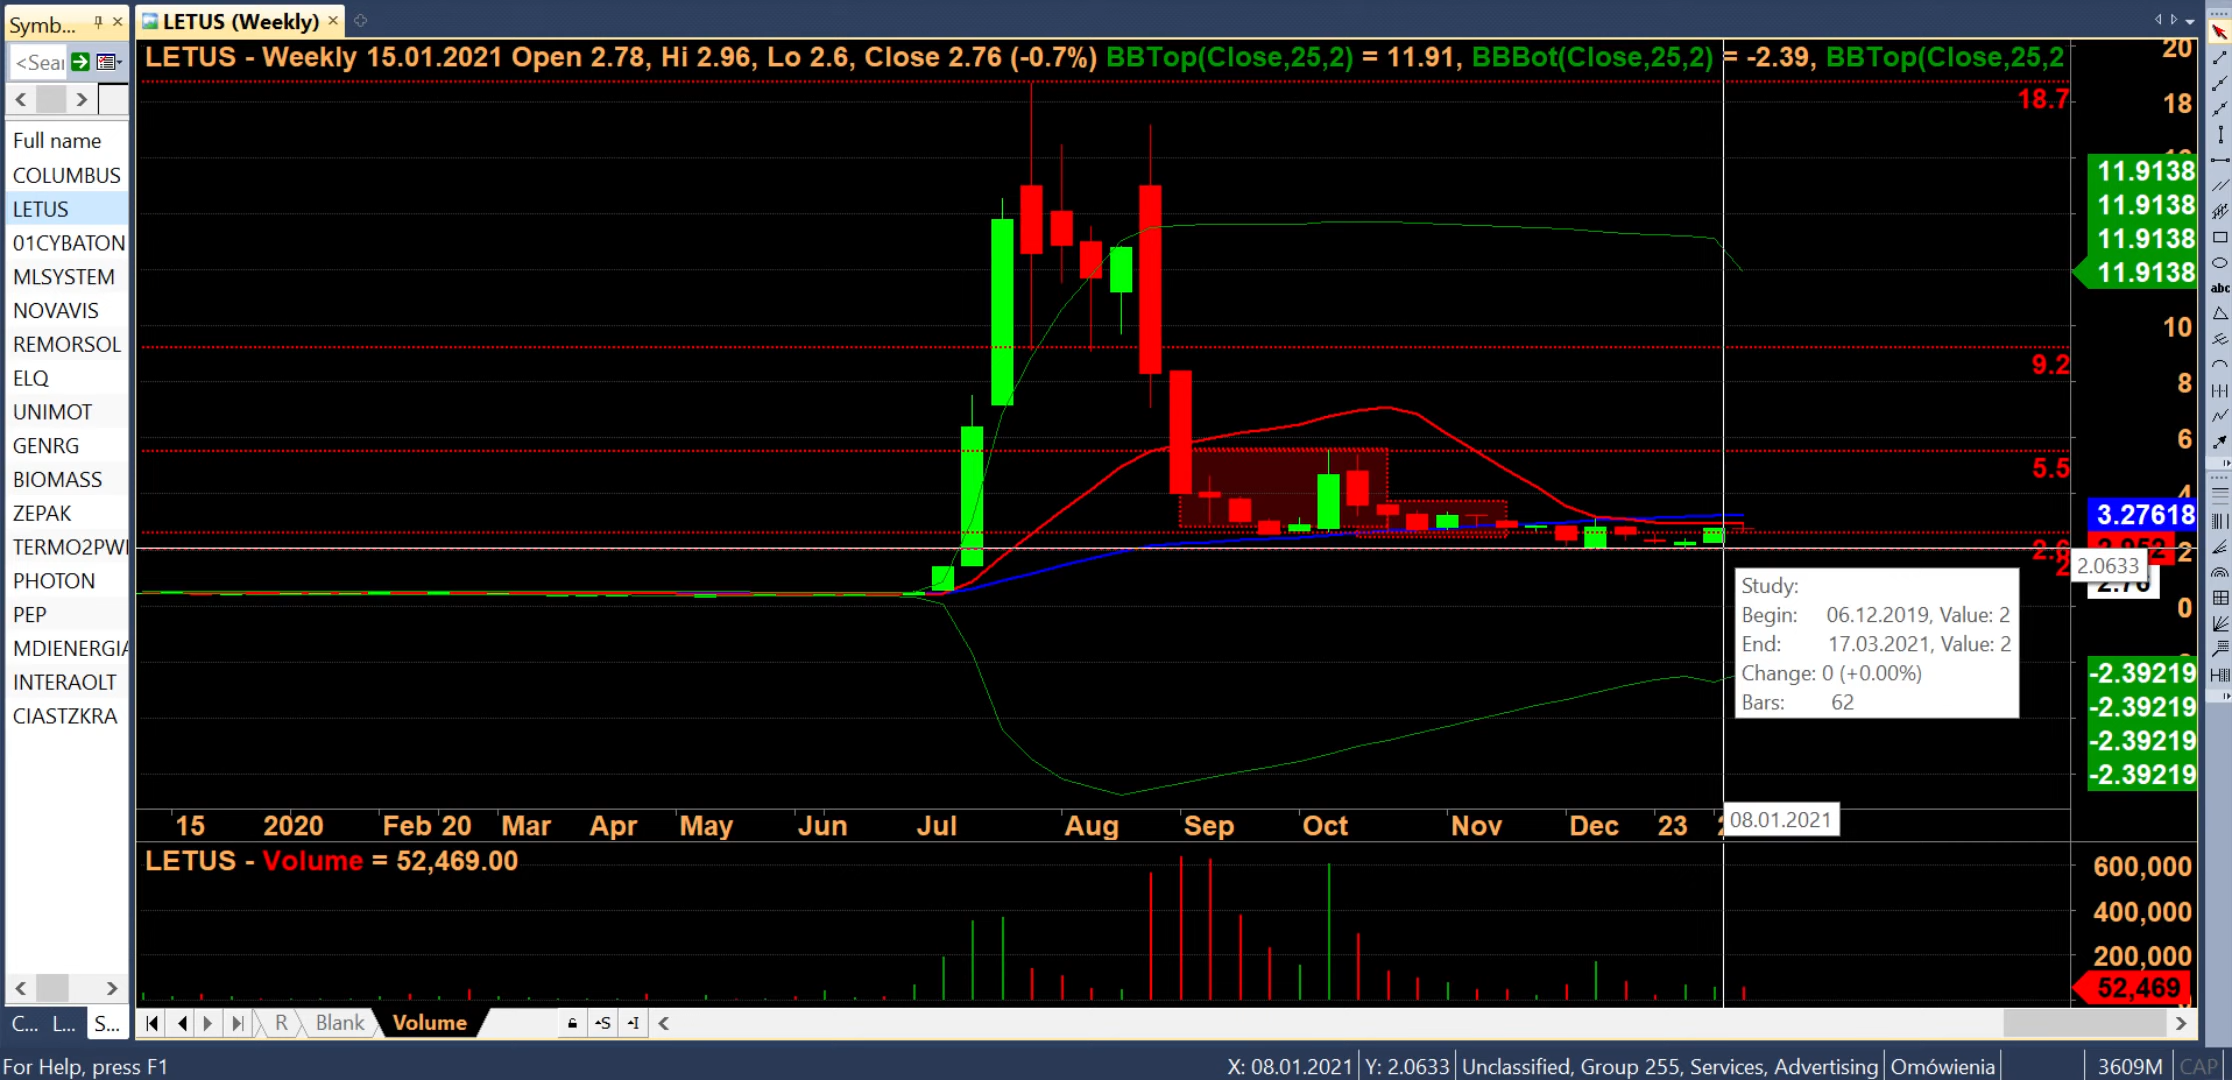 Symb...
LETUS (Weekly)
<Sear
Full name
COLUMBUS
LETUS
01CYBATON
MLSYSTEM
NOVAVIS
REMORSOL
ELQ
UNIMOT
GENRG
BIOMASS
ZEPAK
TERMO2PWI
PHOTON
PEP
MDIENERGIA
INTERAOLT
CIASTZKRA
C... L... S...
LETUS - Weekly 15.01.2021 Open 2.78, Hi 2.96, Lo 2.6, Close 2.76 (-0.7%) BBTop(Close,25,2) = 11.91, BBBot(Close,25,2) = -2.39, BBTop(Close,25,2
20
18.7
18
11.9138
11.9138
11.9138
11.9138
10
9.2
8
6
5.5
4
3.27618
2.6
2
2.0633
2.76
0
Study:
Begin: 06.12.2019, Value: 2
End: 17.03.2021, Value: 2
Change: 0 (+0.00%)
Bars: 62
-2.39219
-2.39219
-2.39219
-2.39219
15 2020 Feb 20 Mar Apr May Jun Jul Aug Sep Oct Nov Dec 23 08.01.2021
LETUS - Volume = 52,469.00
600,000
400,000
200,000
52,469
R Blank Volume
S
I
abc
For Help, press F1
X: 08.01.2021 Y: 2.0633 Unclassified, Group 255, Services, Advertising Omówienia 3609M CAP